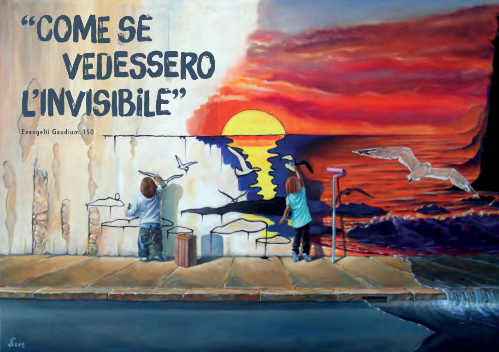 “COME SE
VEDESSERO
L’INVISIBILE”
Evangelii Gaudium, 150